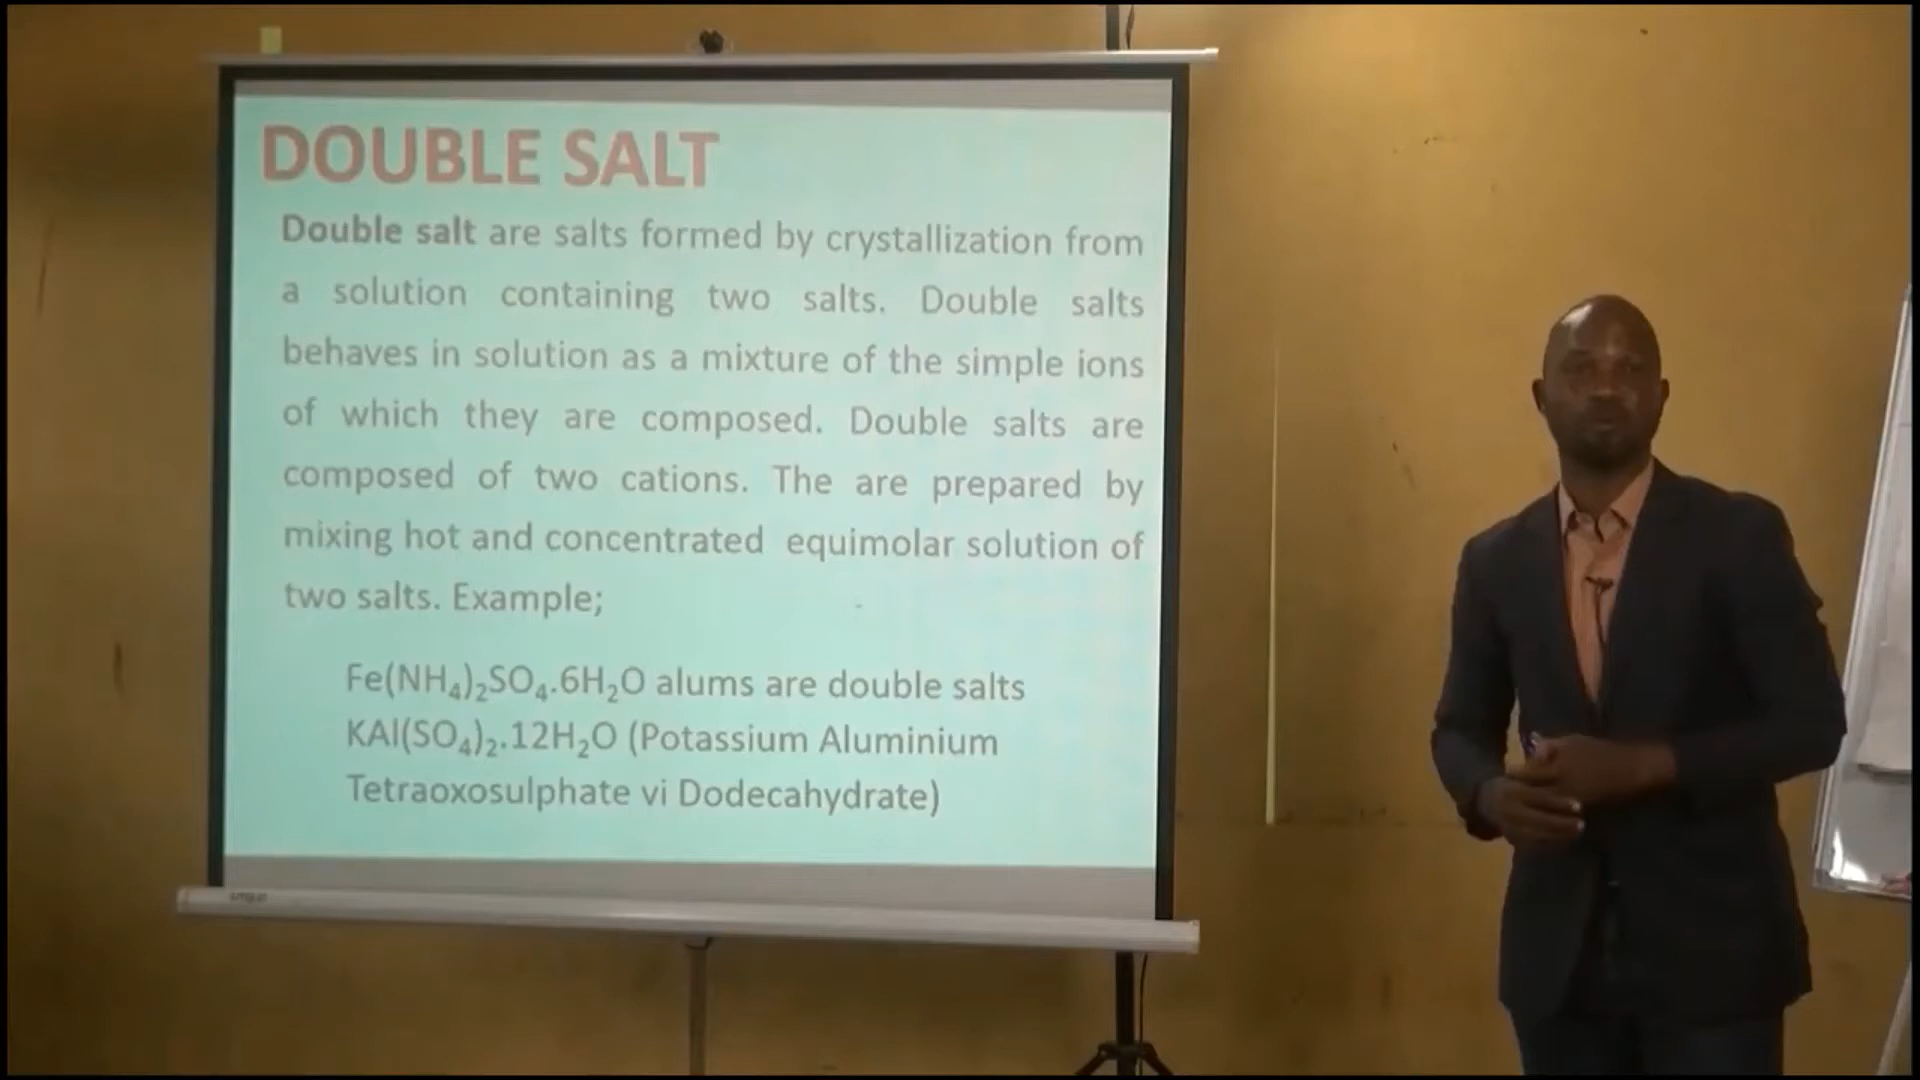 DOUBLE SALT
Double salt are salts formed by crystallization from
a solution containing two salts. Double salts
behaves in solution as a mixture of the simple ions
of which they are composed. Double salts are
composed of two cations. The are prepared by
mixing hot and concentrated equimolar solution of
two salts. Example;
Fe(NH₄)₂SO₄.6H₂O alums are double salts
KAl(SO₄)₂.12H₂O (Potassium Aluminium
Tetraoxosulphate vi Dodecahydrate)